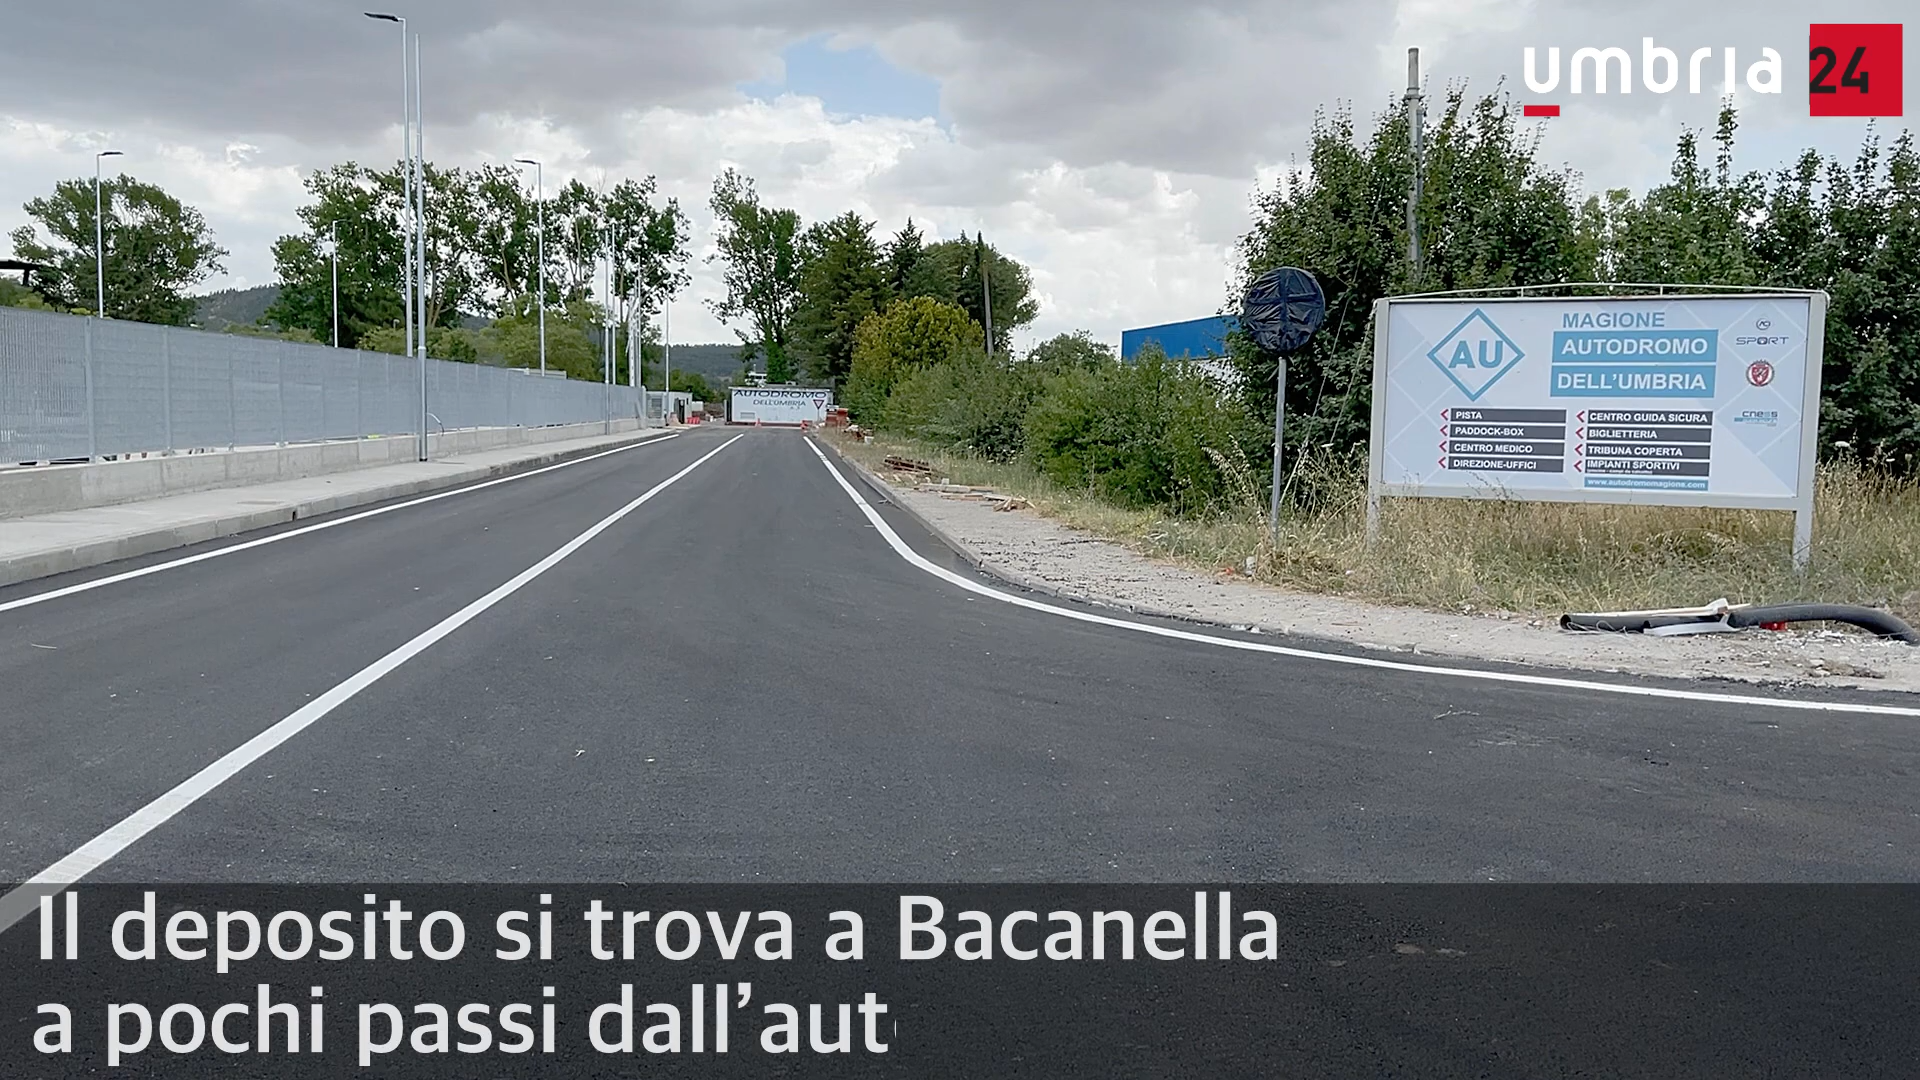 umbria 24
MAGIONE
AUTODROMO
DELL'UMBRIA
AU
SPORT
PISTA
PADDOCK-BOX
CENTRO MEDICO
DIREZIONE-UFFICI
CENTRO GUIDA SICURA
BIGLIETTERIA
TRIBUNA COPERTA
IMPIANTI SPORTIVI
www.autodromomagione.com
AUTODROMO
DELL'UMBRIA
Il deposito si trova a Bacanella
a pochi passi dall'aut